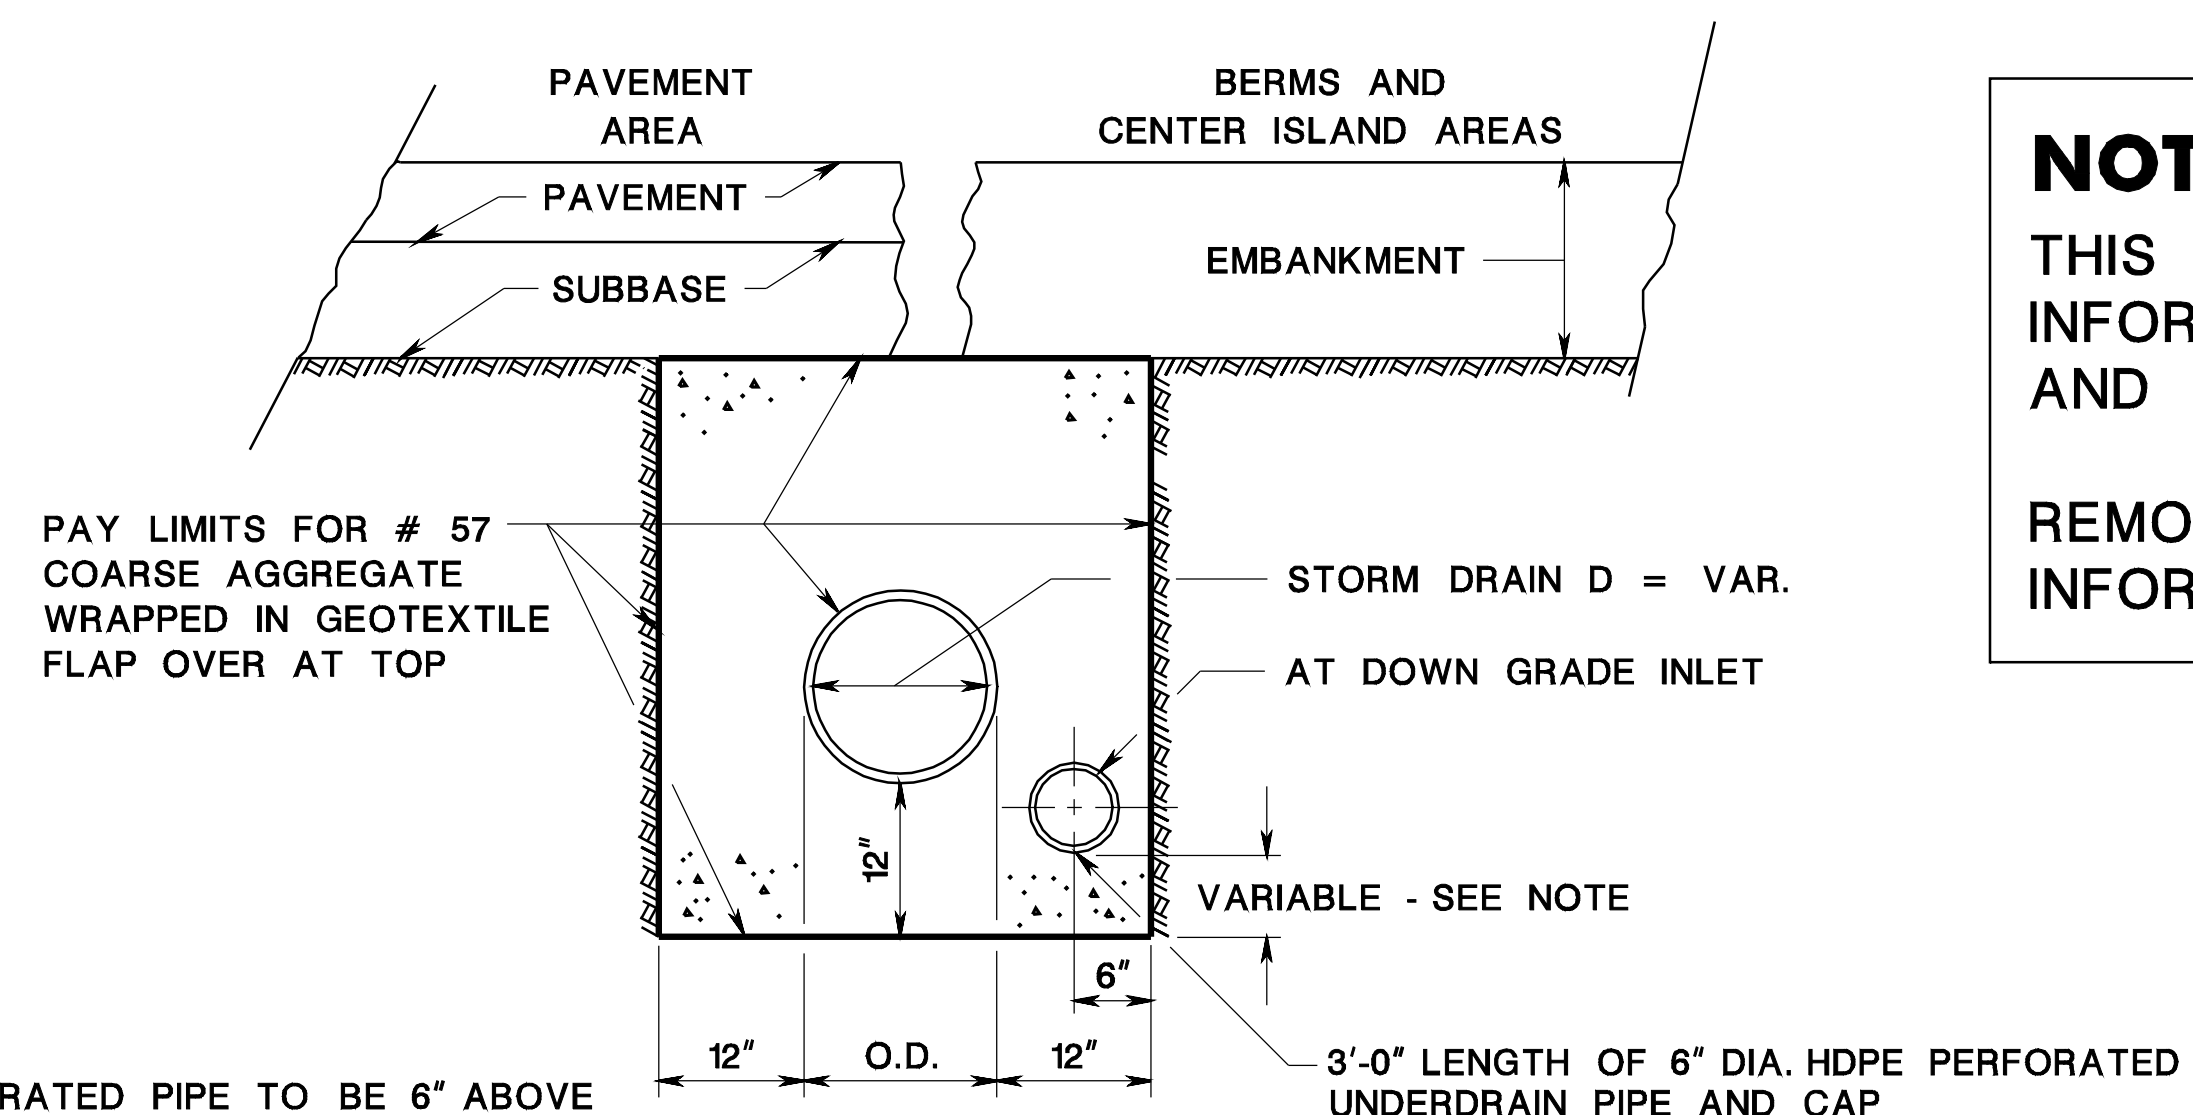 PAVEMENT
AREA
BERMS AND
CENTER ISLAND AREAS
PAVEMENT
SUBBASE
EMBANKMENT
PAY LIMITS FOR # 57
COARSE AGGREGATE
WRAPPED IN GEOTEXTILE
FLAP OVER AT TOP
STORM DRAIN D = VAR.
AT DOWN GRADE INLET
12"
VARIABLE - SEE NOTE
6"
12"
O.D.
12"
3'-0" LENGTH OF 6" DIA. HDPE PERFORATED
UNDERDRAIN PIPE AND CAP
RATED PIPE TO BE 6" ABOVE
NOT
THIS
INFOR
AND
REMO
INFOR